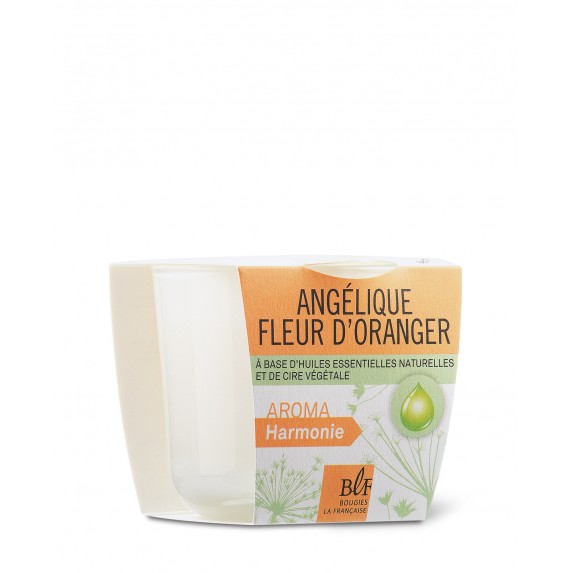 ANGÉLIQUE
FLEUR D'ORANGER
À BASE D'HUILES ESSENTIELLES NATURELLES
ET DE CIRE VÉGÉTALE
AROMA
Harmonie
BLF
BOUGIES
LA FRANÇAISE